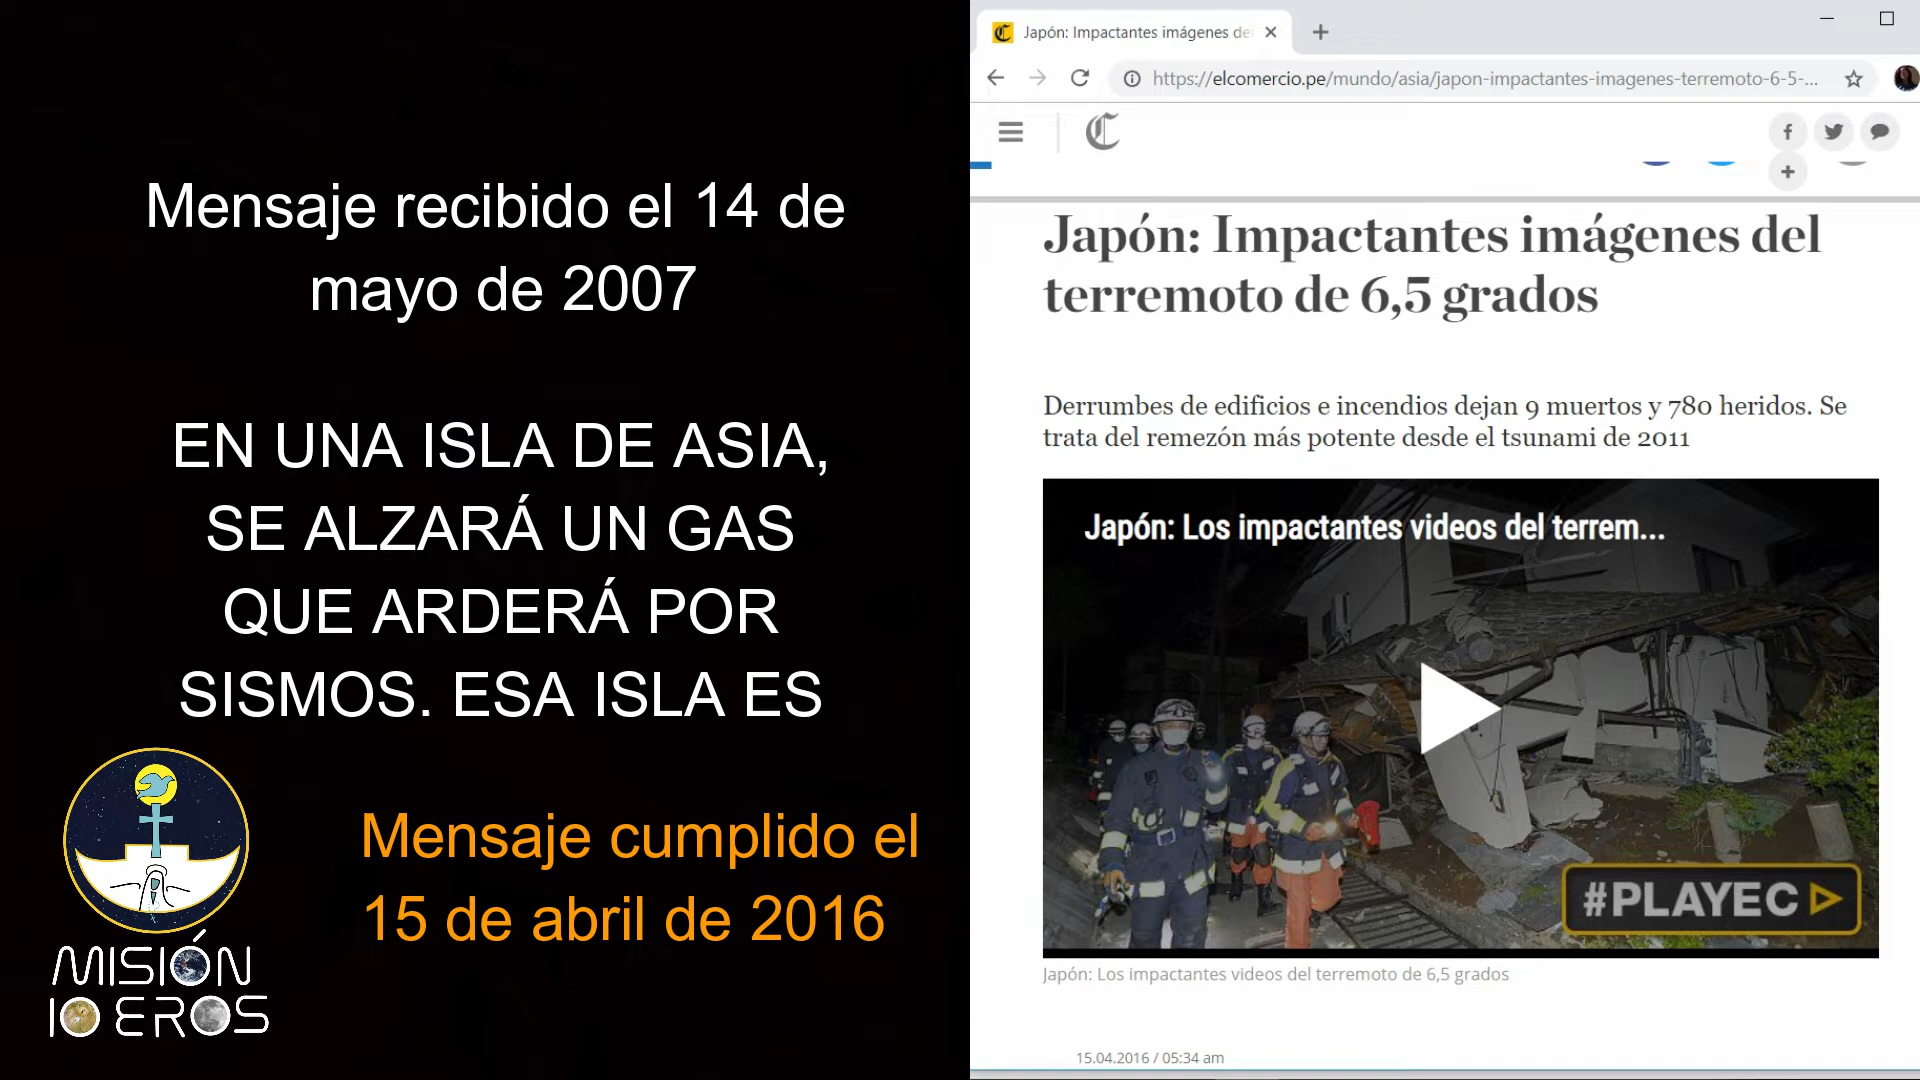 Mensaje recibido el 14 de
mayo de 2007
EN UNA ISLA DE ASIA,
SE ALZARÁ UN GAS
QUE ARDERÁ POR
SISMOS. ESA ISLA ES
Mensaje cumplido el
15 de abril de 2016
MISIÓN
IO EROS
Japón: Impactantes imágenes de
https://elcomercio.pe/mundo/asia/japon-impactantes-imagenes-terremoto-6-5-...
Japón: Impactantes imágenes del
terremoto de 6,5 grados
Derrumbes de edificios e incendios dejan 9 muertos y 780 heridos. Se
trata del remezón más potente desde el tsunami de 2011
Japón: Los impactantes videos del terrem...
#PLAYEC
Japón: Los impactantes videos del terremoto de 6,5 grados
15.04.2016 / 05:34 am